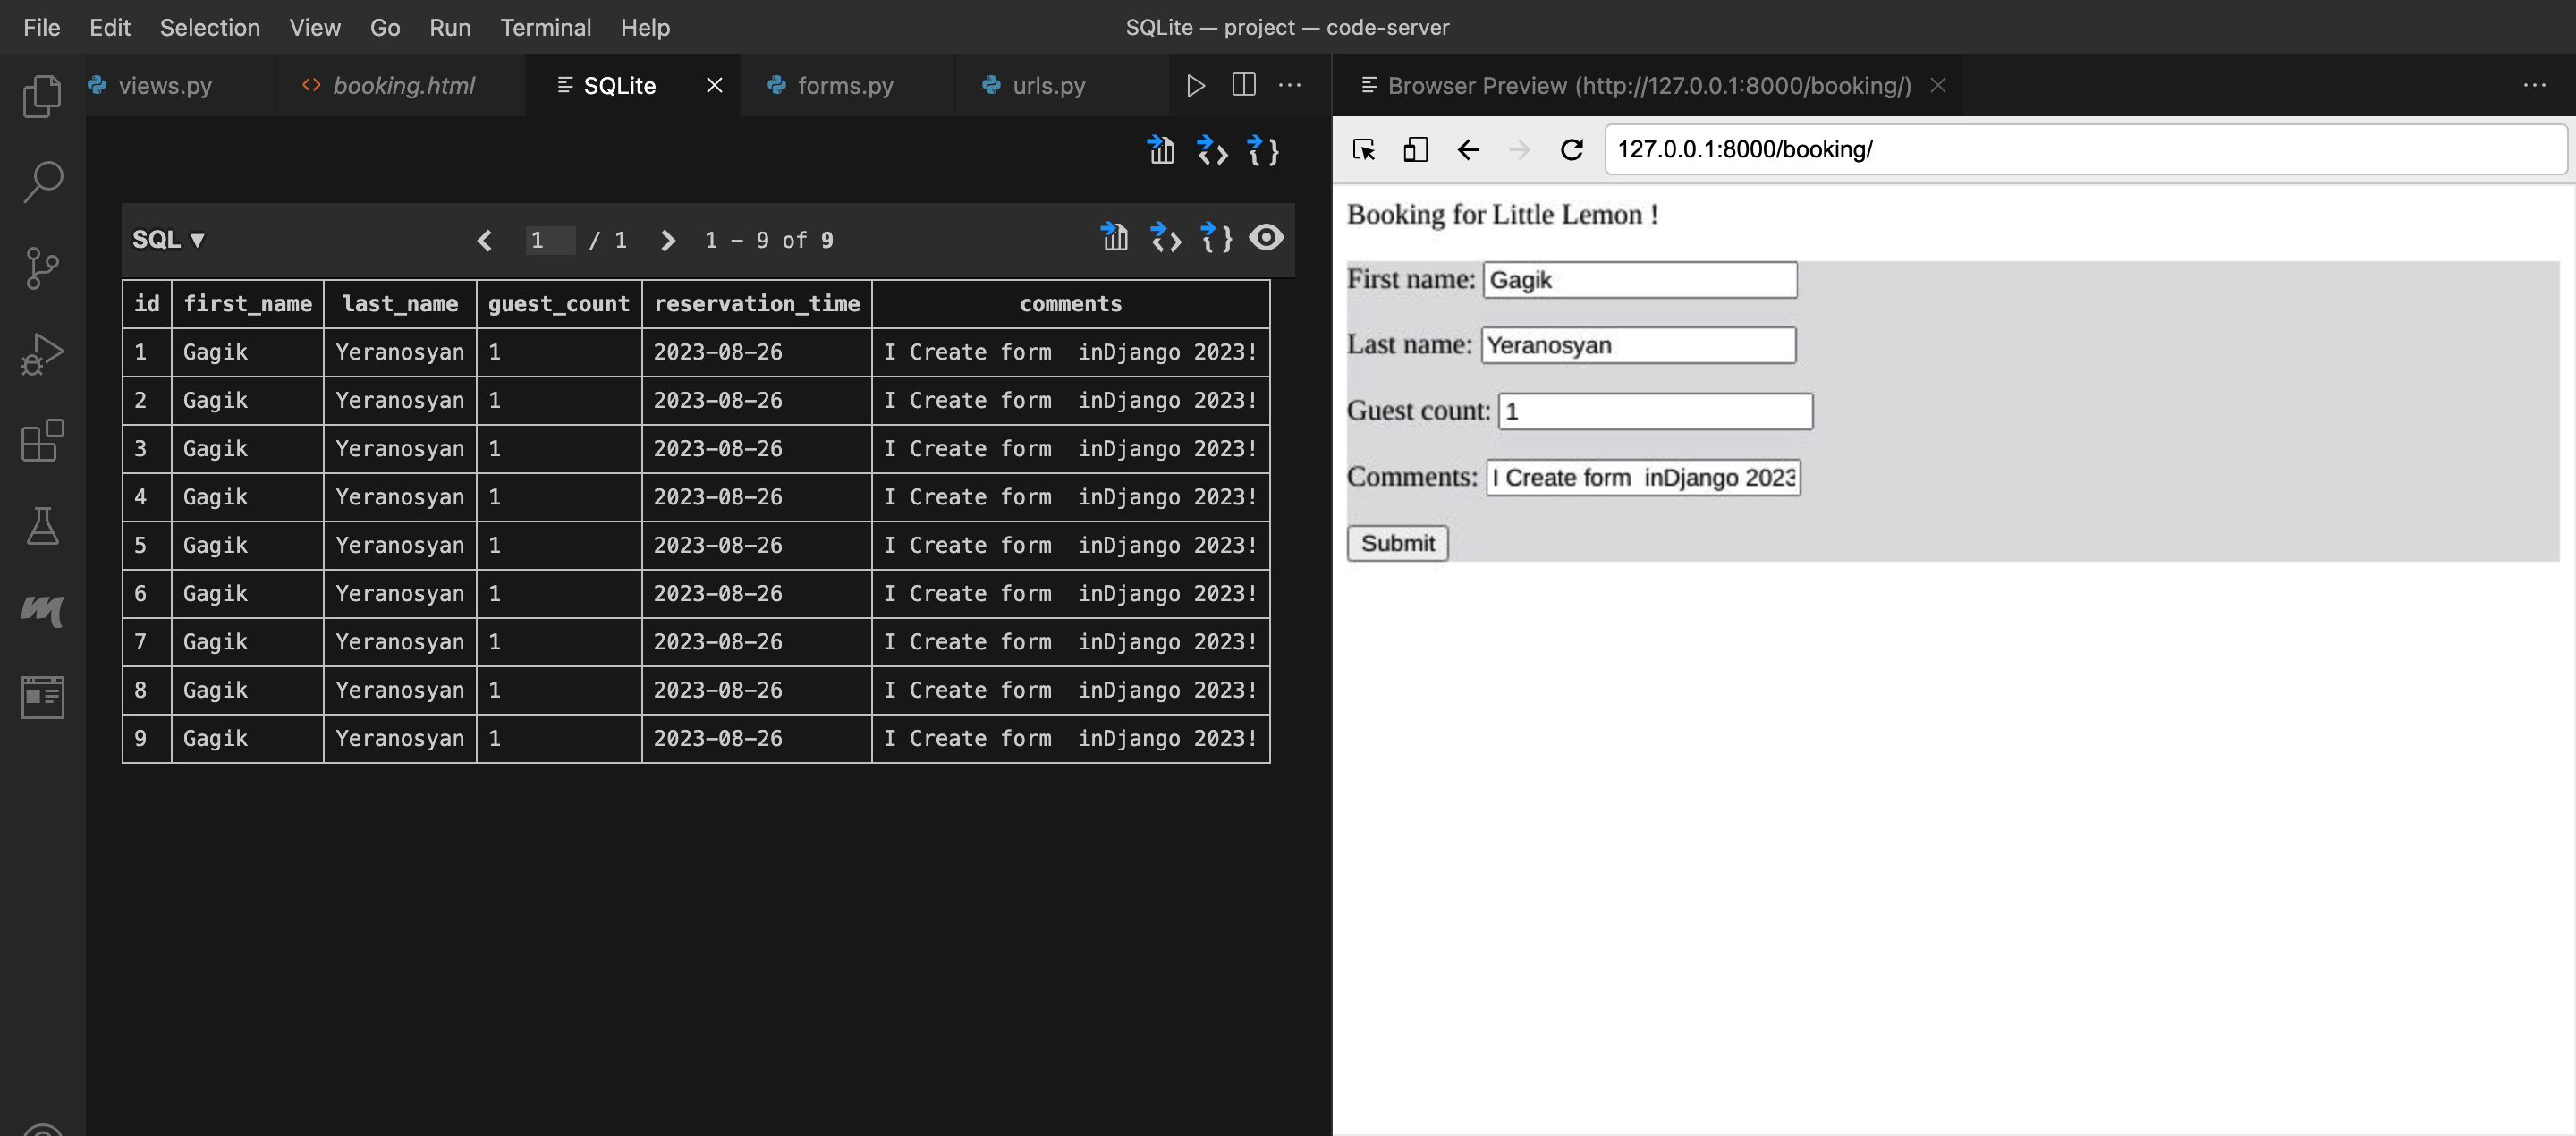 File Edit Selection View Go Run Terminal Help
SQLite — project — code-server
views.py booking.html SQLite forms.py urls.py
SQL ▼ 1 / 1 1 – 9 of 9
id first_name last_name guest_count reservation_time comments
1 Gagik Yeranosyan 1 2023-08-26 I Create form  inDjango 2023!
2 Gagik Yeranosyan 1 2023-08-26 I Create form  inDjango 2023!
3 Gagik Yeranosyan 1 2023-08-26 I Create form  inDjango 2023!
4 Gagik Yeranosyan 1 2023-08-26 I Create form  inDjango 2023!
5 Gagik Yeranosyan 1 2023-08-26 I Create form  inDjango 2023!
6 Gagik Yeranosyan 1 2023-08-26 I Create form  inDjango 2023!
7 Gagik Yeranosyan 1 2023-08-26 I Create form  inDjango 2023!
8 Gagik Yeranosyan 1 2023-08-26 I Create form  inDjango 2023!
9 Gagik Yeranosyan 1 2023-08-26 I Create form  inDjango 2023!
Browser Preview (http://127.0.0.1:8000/booking/)
127.0.0.1:8000/booking/
Booking for Little Lemon !
First name: Gagik
Last name: Yeranosyan
Guest count: 1
Comments: I Create form  inDjango 2023
Submit